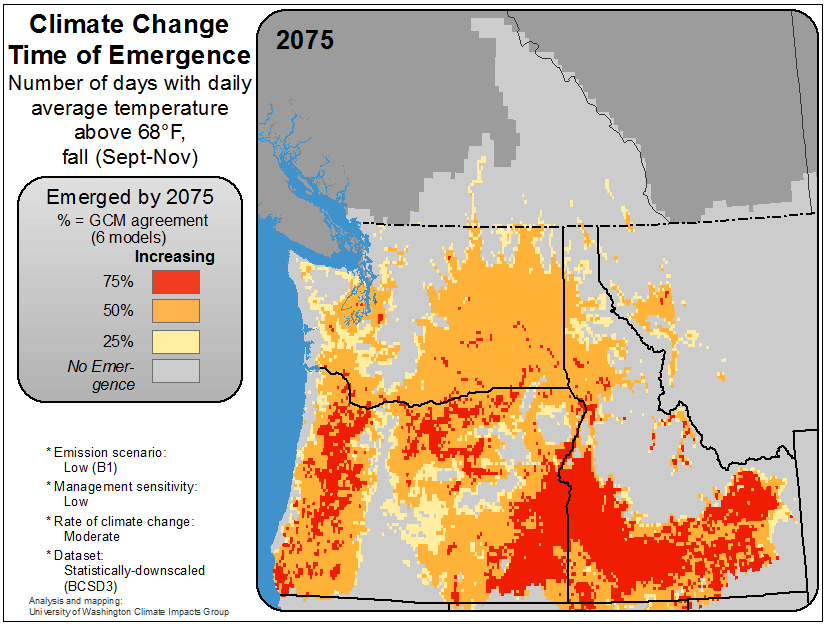 Climate Change
Time of Emergence
Number of days with daily
average temperature
above 68°F,
fall (Sept-Nov)
Emerged by 2075
% = GCM agreement
(6 models)
Increasing
75%
50%
25%
No Emer-
gence
* Emission scenario:
Low (B1)
* Management sensitivity:
Low
* Rate of climate change:
Moderate
* Dataset:
Statistically-downscaled
(BCSD3)
Analysis and mapping:
University of Washington Climate Impacts Group
2075